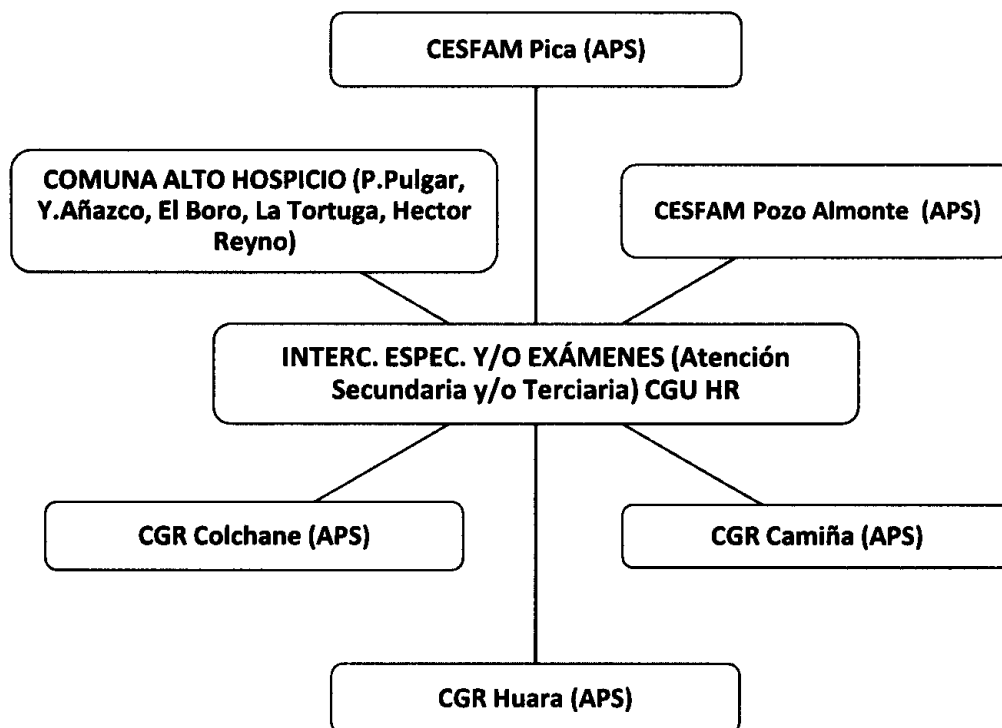 CESFAM Pica (APS)
COMUNA ALTO HOSPICIO (P.Pulgar,
Y.Añazco, El Boro, La Tortuga, Hector
Reyno)
CESFAM Pozo Almonte (APS)
INTERC. ESPEC. Y/O EXÁMENES (Atención
Secundaria y/o Terciaria) CGU HR
CGR Colchane (APS)
CGR Camiña (APS)
CGR Huara (APS)